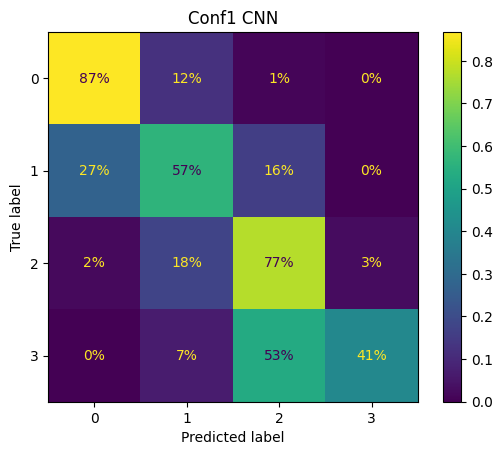 Conf1 CNN
0 87% 12% 1% 0%
1 27% 57% 16% 0%
2 2% 18% 77% 3%
3 0% 7% 53% 41%
0 1 2 3
Predicted label
True label
0.8
0.7
0.6
0.5
0.4
0.3
0.2
0.1
0.0